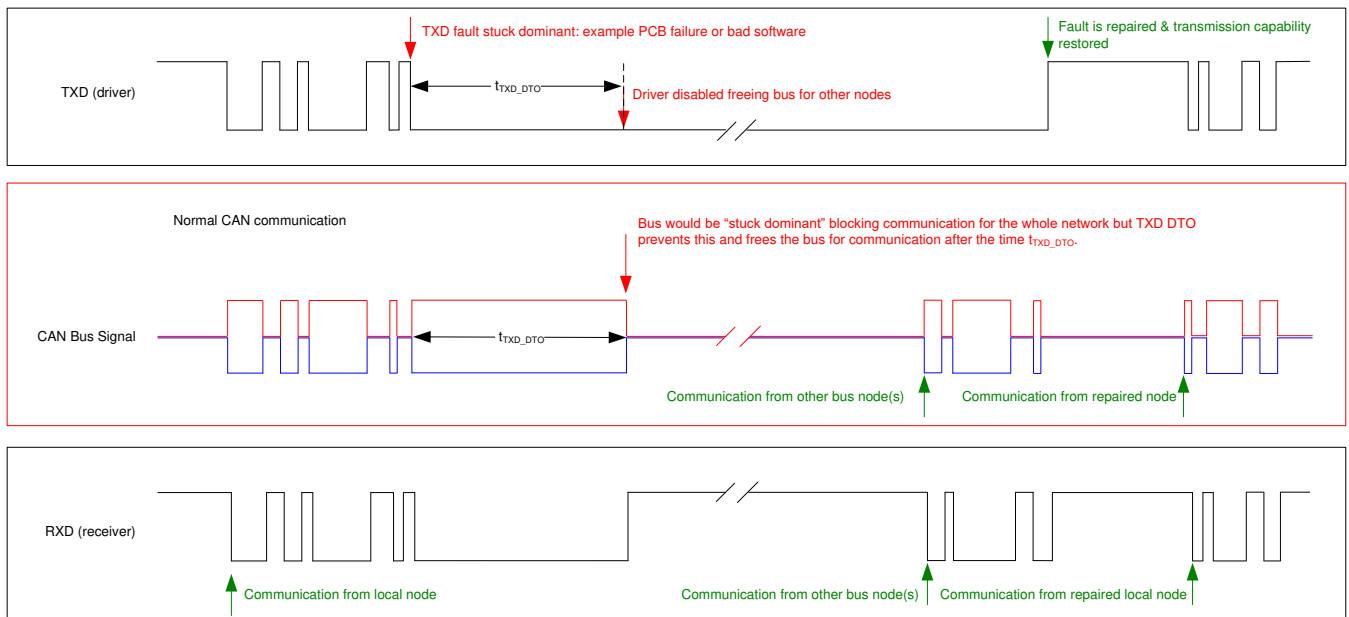 TXD fault stuck dominant: example PCB failure or bad software
Fault is repaired & transmission capability
restored
TXD (driver)
tTXD_DTO
Driver disabled freeing bus for other nodes
Normal CAN communication
Bus would be “stuck dominant” blocking communication for the whole network but TXD DTO
prevents this and frees the bus for communication after the time tTXD_DTO.
CAN Bus Signal
tTXD_DTO
Communication from other bus node(s)
Communication from repaired node
RXD (receiver)
Communication from local node
Communication from other bus node(s)
Communication from repaired local node